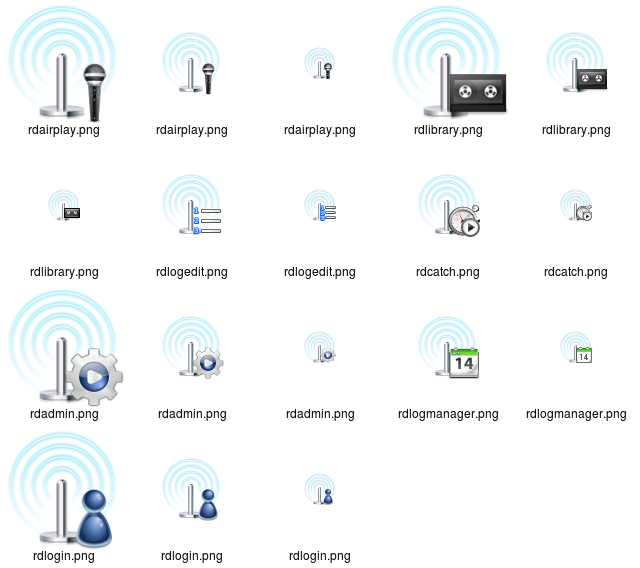 rdairplay.png rdairplay.png rdairplay.png rdlibrary.png rdlibrary.png
rdlibrary.png rdlogedit.png rdlogedit.png rdcatch.png rdcatch.png
14 14
rdadmin.png rdadmin.png rdadmin.png rdlogmanager.png rdlogmanager.png
rdlogin.png rdlogin.png rdlogin.png